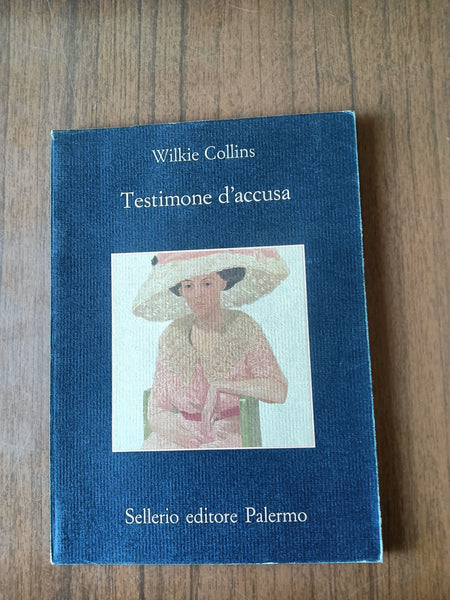 Wilkie Collins
Testimone d'accusa
Sellerio editore Palermo